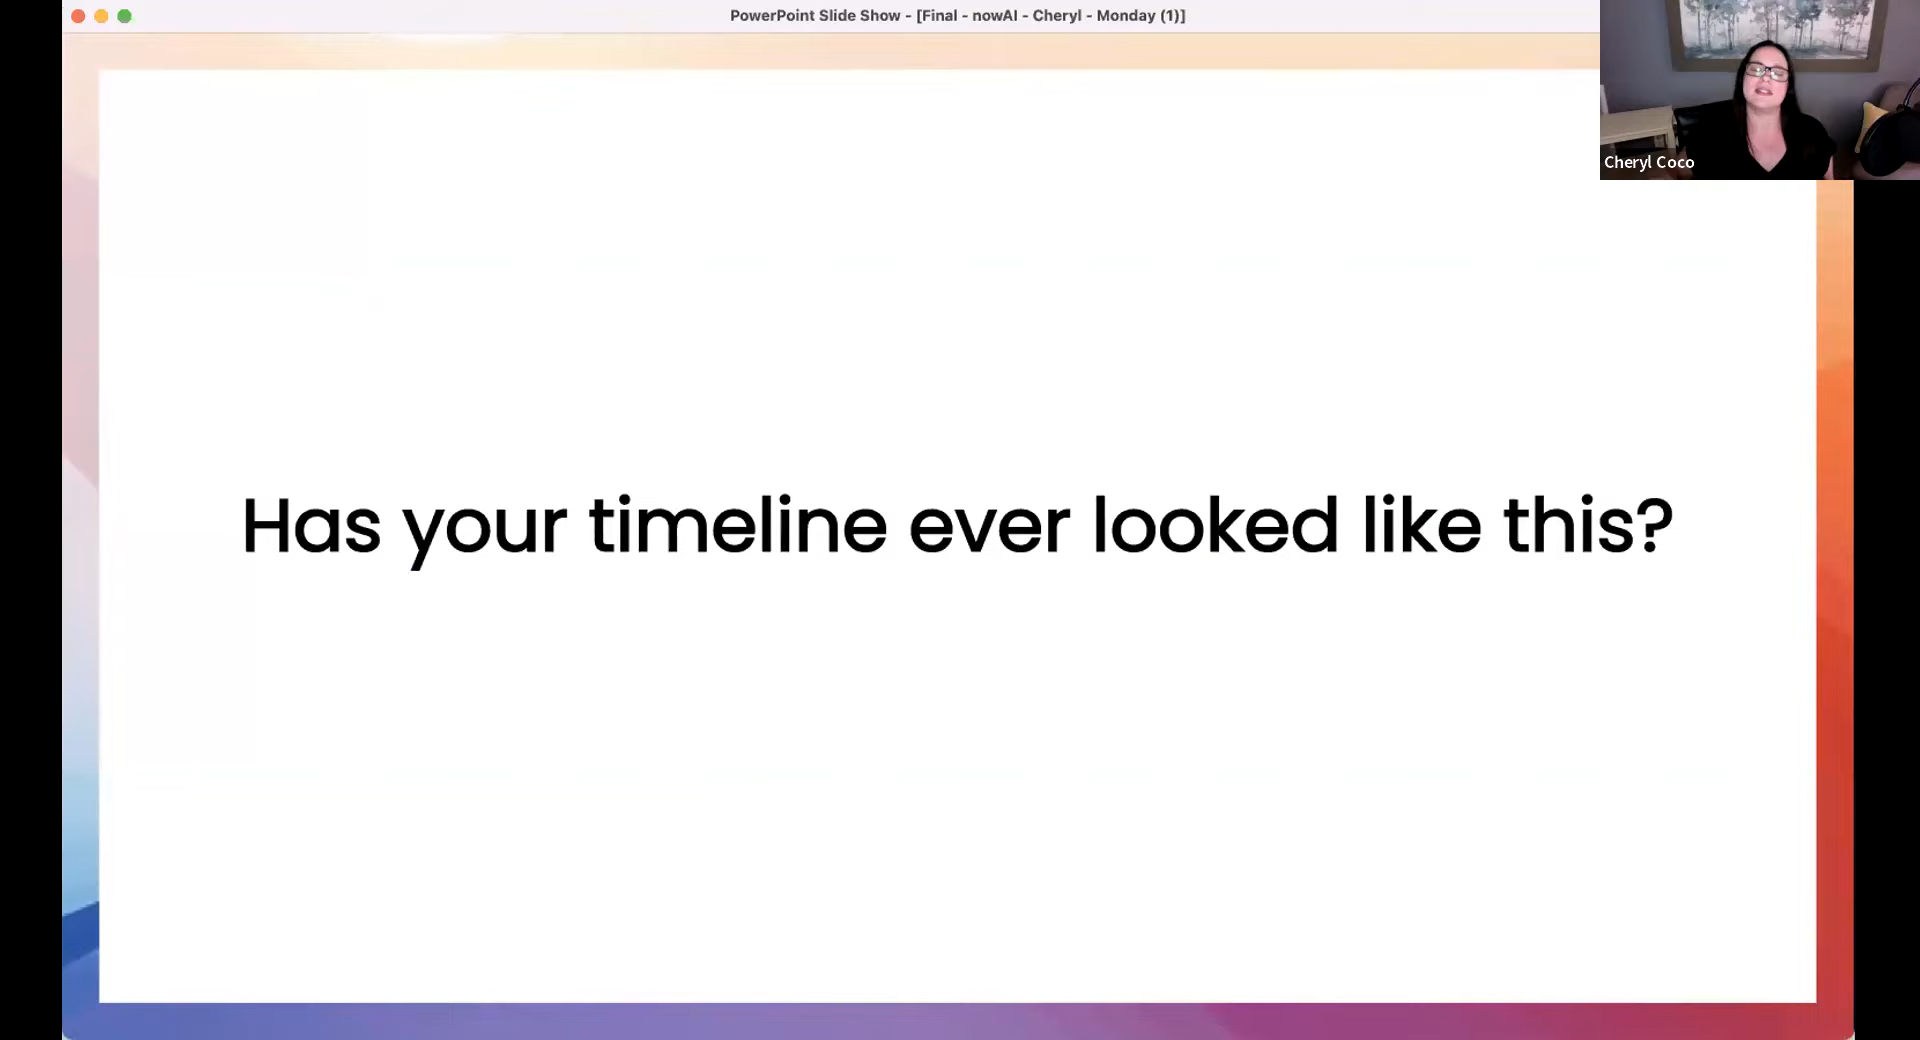 PowerPoint Slide Show - [Final - nowAI - Cheryl - Monday (1)]
Cheryl Coco
Has your timeline ever looked like this?